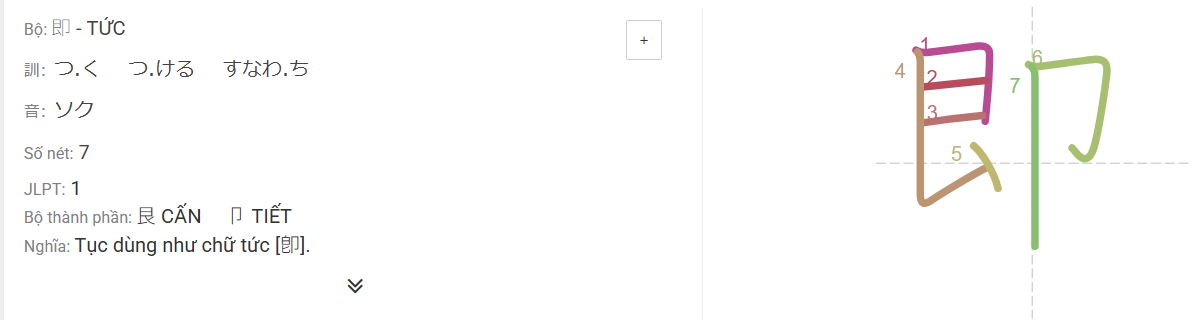 Bộ: 即 - TỨC
+
訓: つ.く つ.ける すなわ.ち
音: ソク
Số nét: 7
JLPT: 1
Bộ thành phần: 艮 CẤN 卩 TIẾT
Nghĩa: Tục dùng như chữ tức [卽].
即
1
2
3
4
5
6
7